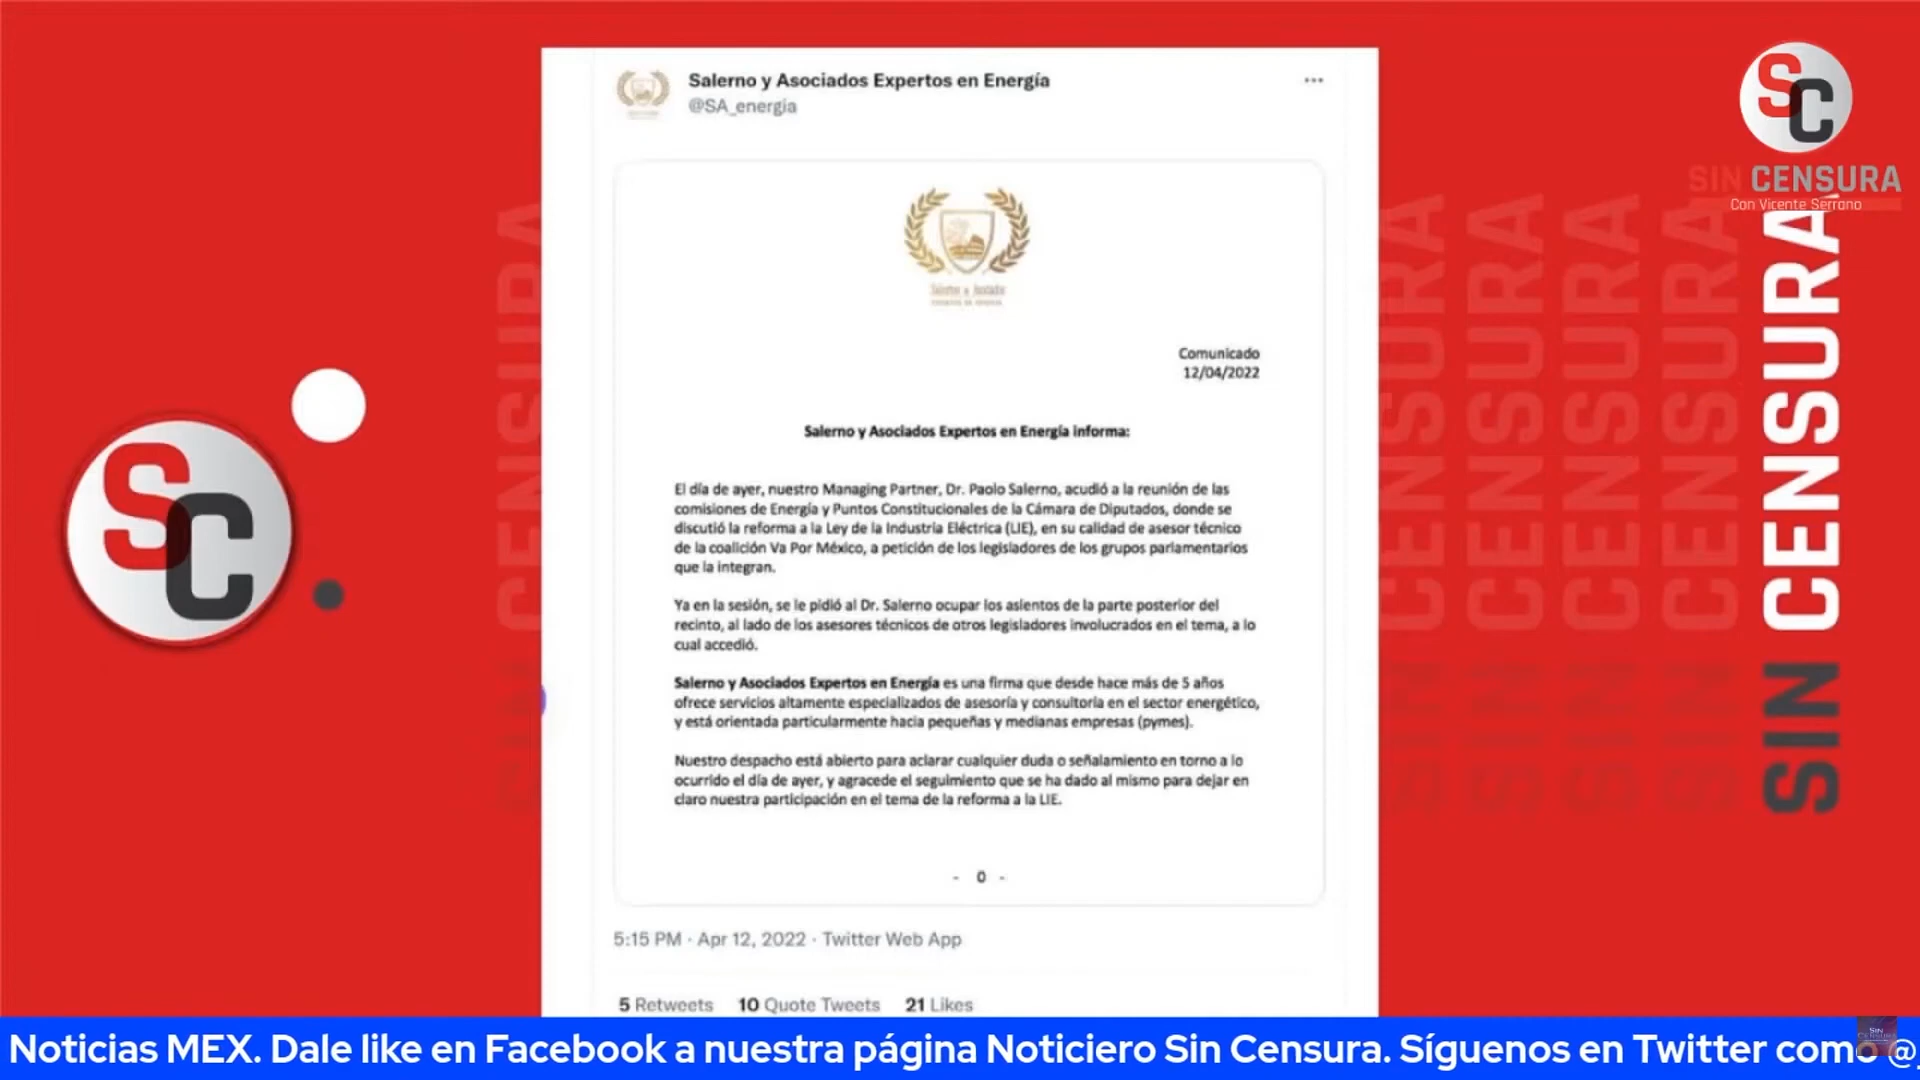 Salerno y Asociados Expertos en Energía
@SA_energia
Salerno y Asociados
Comunicado
12/04/2022
Salerno y Asociados Expertos en Energía informa:
El día de ayer, nuestro Managing Partner, Dr. Paolo Salerno, acudió a la reunión de las
comisiones de Energía y Puntos Constitucionales de la Cámara de Diputados, donde se
discutió la reforma a la Ley de la Industria Eléctrica (LIE), en su calidad de asesor técnico
de la coalición Va Por México, a petición de los legisladores de los grupos parlamentarios
que la integran.
Ya en la sesión, se le pidió al Dr. Salerno ocupar los asientos de la parte posterior del
recinto, al lado de los asesores técnicos de otros legisladores involucrados en el tema, a lo
cual accedió.
Salerno y Asociados Expertos en Energía es una firma que desde hace más de 5 años
ofrece servicios altamente especializados de asesoría y consultoría en el sector energético,
y está orientada particularmente hacia pequeñas y medianas empresas (pymes).
Nuestro despacho está abierto para aclarar cualquier duda o señalamiento en torno a lo
ocurrido el día de ayer, y agracede el seguimiento que se ha dado al mismo para dejar en
claro nuestra participación en el tema de la reforma a la LIE.
- 0 -
5:15 PM · Apr 12, 2022 · Twitter Web App
5 Retweets 10 Quote Tweets 21 Likes
SC
SC
SIN CENSURA
Con Vicente Serrano
SIN CENSURA
Noticias MEX. Dale like en Facebook a nuestra página Noticiero Sin Censura. Síguenos en Twitter como @